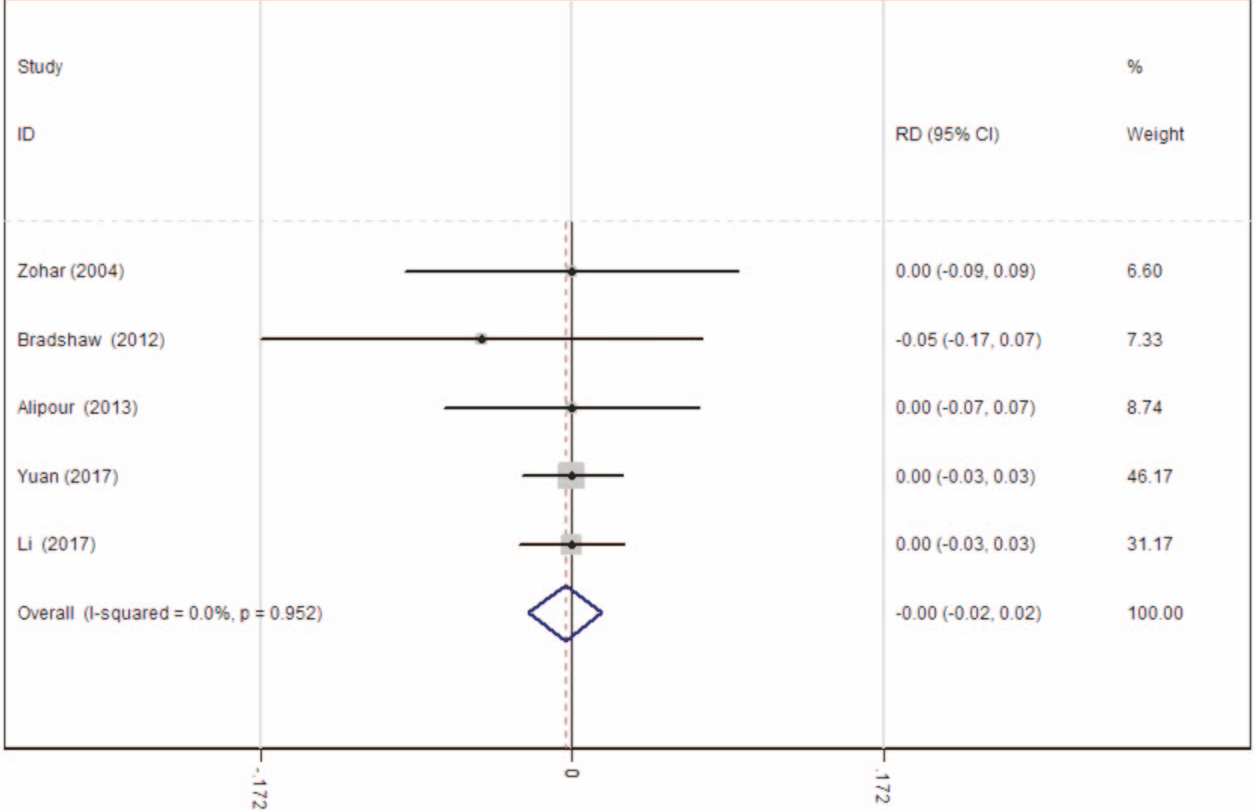 Study %
ID RD (95% CI) Weight
Zohar (2004) 0.00 (-0.09, 0.09) 6.60
Bradshaw (2012) -0.05 (-0.17, 0.07) 7.33
Alipour (2013) 0.00 (-0.07, 0.07) 8.74
Yuan (2017) 0.00 (-0.03, 0.03) 46.17
Li (2017) 0.00 (-0.03, 0.03) 31.17
Overall (I-squared = 0.0%, p = 0.952) -0.00 (-0.02, 0.02) 100.00
-.172 0 .172